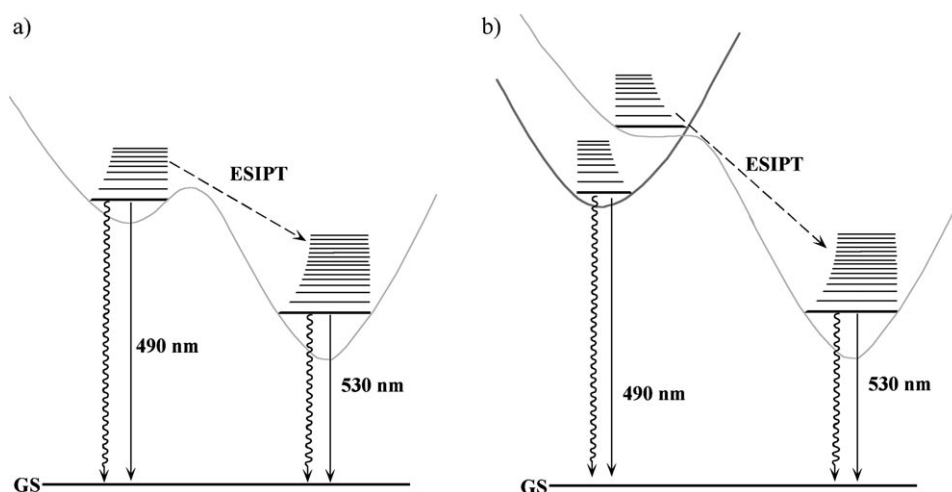 a)
ESIPT
490 nm
530 nm
GS
b)
ESIPT
490 nm
530 nm
GS